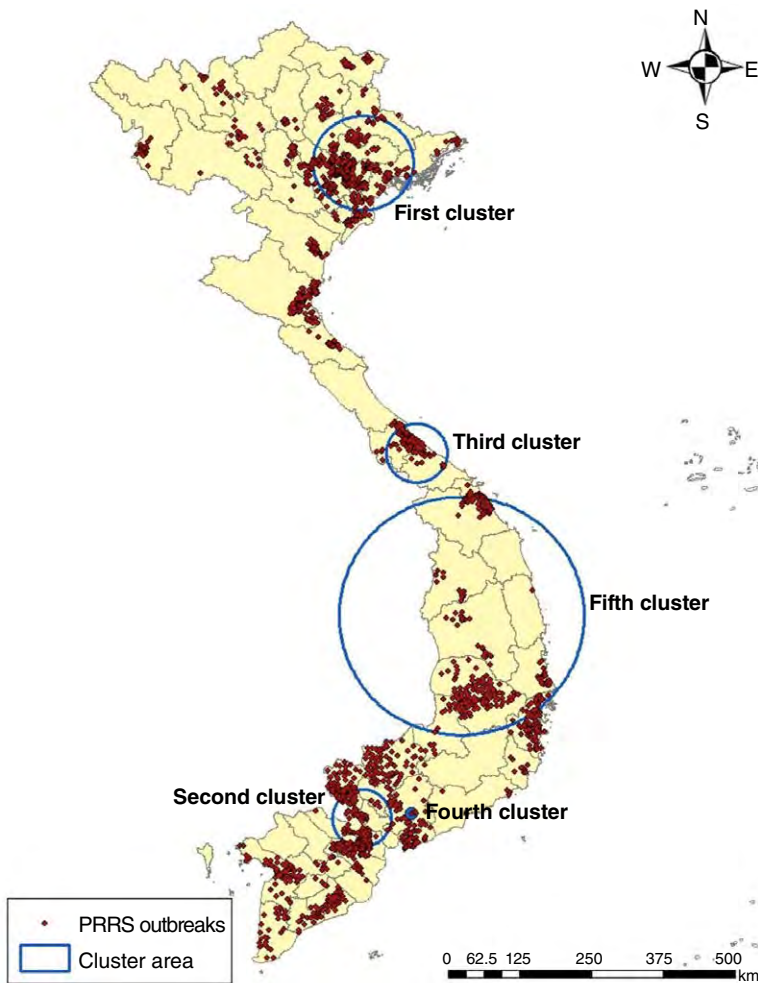 N
W E
S
First cluster
Third cluster
Fifth cluster
Second cluster
Fourth cluster
PRRS outbreaks
Cluster area
0 62.5 125 250 375 500
km